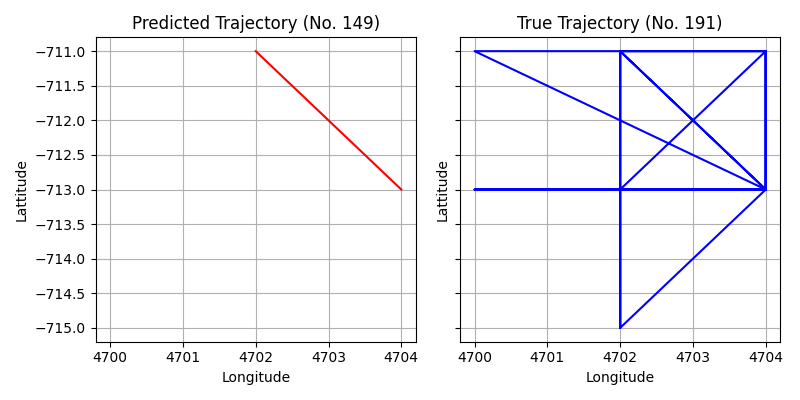 Predicted Trajectory (No. 149)
−711.0
−711.5
−712.0
−712.5
−713.0
−713.5
−714.0
−714.5
−715.0
Lattitude
4700 4701 4702 4703 4704
Longitude
True Trajectory (No. 191)
Lattitude
4700 4701 4702 4703 4704
Longitude